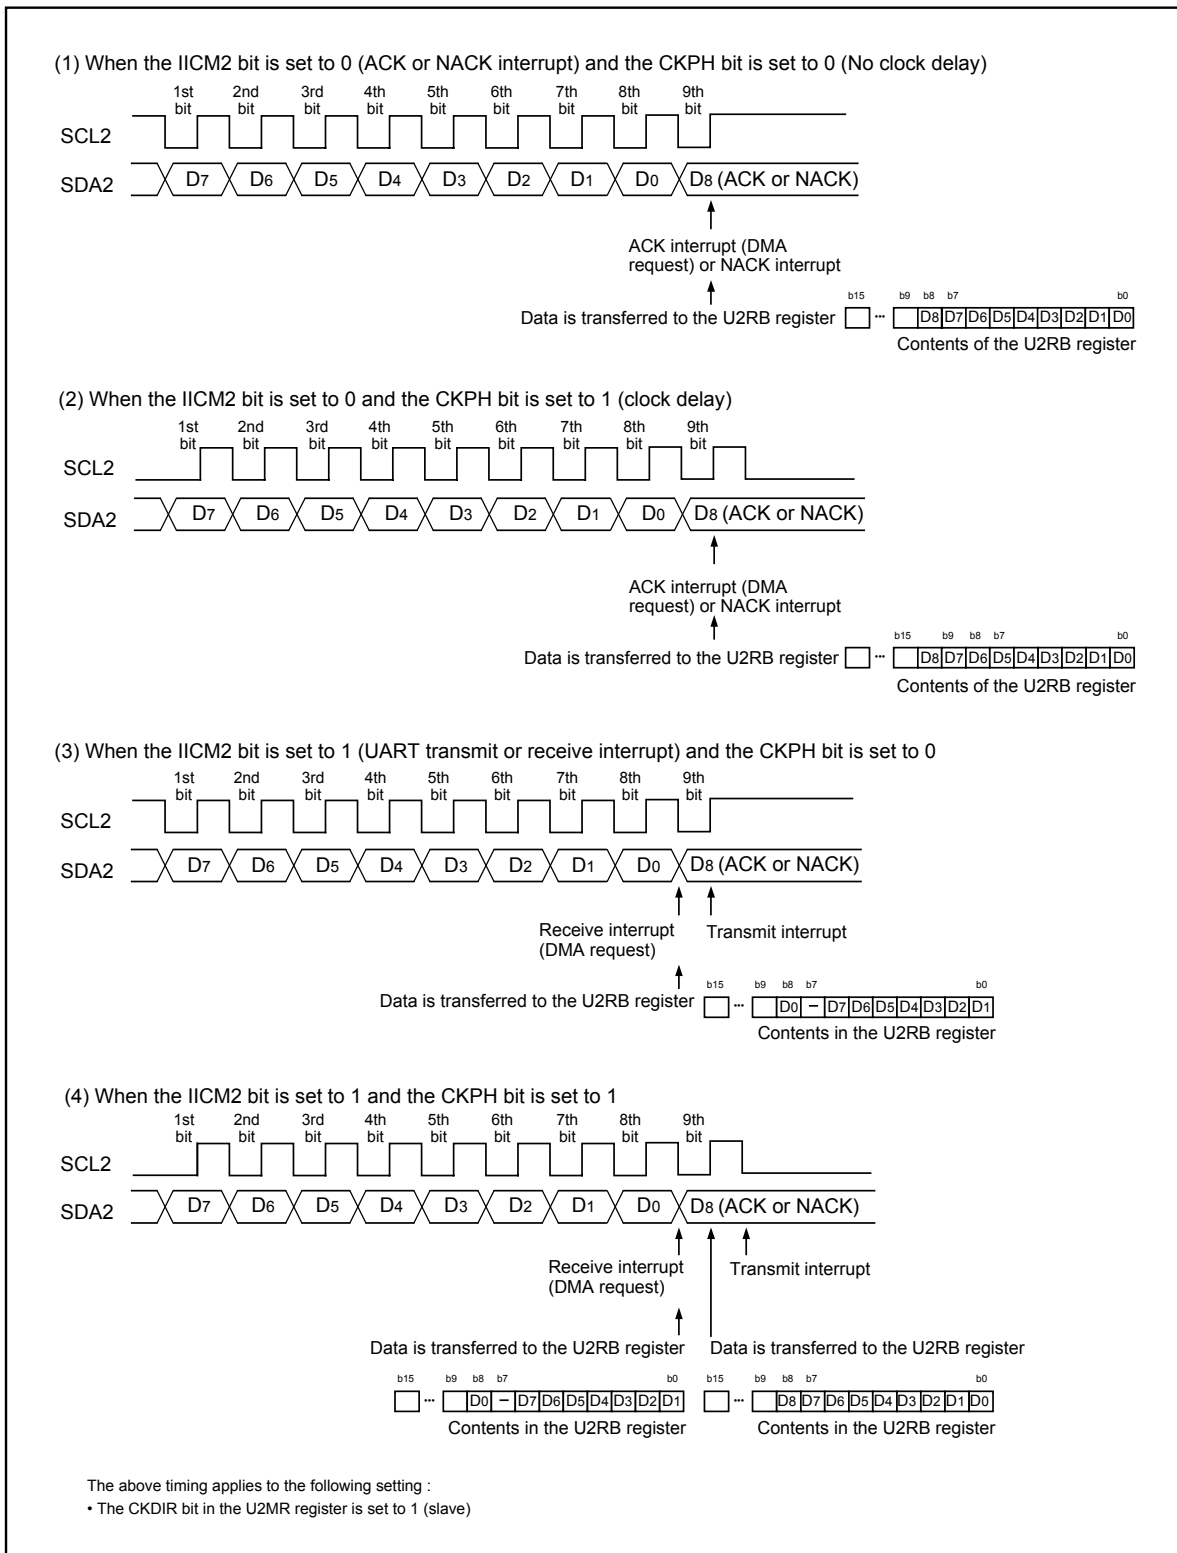 (1) When the IICM2 bit is set to 0 (ACK or NACK interrupt) and the CKPH bit is set to 0 (No clock delay)
1st bit 2nd bit 3rd bit 4th bit 5th bit 6th bit 7th bit 8th bit 9th bit
SCL2
SDA2 D7 D6 D5 D4 D3 D2 D1 D0 D8 (ACK or NACK)
ACK interrupt (DMA
request) or NACK interrupt
b15 b9 b8 b7 b0
Data is transferred to the U2RB register ... D8 D7 D6 D5 D4 D3 D2 D1 D0
Contents of the U2RB register
(2) When the IICM2 bit is set to 0 and the CKPH bit is set to 1 (clock delay)
1st bit 2nd bit 3rd bit 4th bit 5th bit 6th bit 7th bit 8th bit 9th bit
SCL2
SDA2 D7 D6 D5 D4 D3 D2 D1 D0 D8 (ACK or NACK)
ACK interrupt (DMA
request) or NACK interrupt
b15 b9 b8 b7 b0
Data is transferred to the U2RB register ... D8 D7 D6 D5 D4 D3 D2 D1 D0
Contents of the U2RB register
(3) When the IICM2 bit is set to 1 (UART transmit or receive interrupt) and the CKPH bit is set to 0
1st bit 2nd bit 3rd bit 4th bit 5th bit 6th bit 7th bit 8th bit 9th bit
SCL2
SDA2 D7 D6 D5 D4 D3 D2 D1 D0 D8 (ACK or NACK)
Receive interrupt
(DMA request)
Transmit interrupt
b15 b9 b8 b7 b0
Data is transferred to the U2RB register ... D0 – D7 D6 D5 D4 D3 D2 D1
Contents in the U2RB register
(4) When the IICM2 bit is set to 1 and the CKPH bit is set to 1
1st bit 2nd bit 3rd bit 4th bit 5th bit 6th bit 7th bit 8th bit 9th bit
SCL2
SDA2 D7 D6 D5 D4 D3 D2 D1 D0 D8 (ACK or NACK)
Receive interrupt
(DMA request)
Transmit interrupt
Data is transferred to the U2RB register
Data is transferred to the U2RB register
b15 b9 b8 b7 b0
... D0 – D7 D6 D5 D4 D3 D2 D1
Contents in the U2RB register
b15 b9 b8 b7 b0
... D8 D7 D6 D5 D4 D3 D2 D1 D0
Contents in the U2RB register
The above timing applies to the following setting :
• The CKDIR bit in the U2MR register is set to 1 (slave)